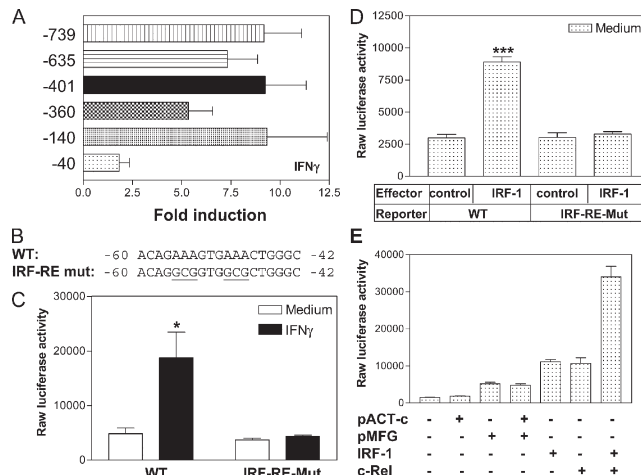 A
-739
-635
-401
-360
-140
-40
IFNγ
0.0 2.5 5.0 7.5 10.0 12.5
Fold induction
B
WT: -60 ACAGAAAGTGAAACTGGGC -42
IRF-RE mut: -60 ACAGGCGGTGGCGCTGGGC -42
C
Raw luciferase activity
30000
20000
10000
0
Medium
IFNγ
*
WT IRF-RE-Mut
D
Raw luciferase activity
12500
10000
7500
5000
2500
0
Medium
***
Effector control IRF-1 control IRF-1
Reporter WT IRF-RE-Mut
E
Raw luciferase activity
40000
30000
20000
10000
0
pACT-c - + - + - - -
pMFG - - + + - - -
IRF-1 - - - - + - +
c-Rel - - - - - + +